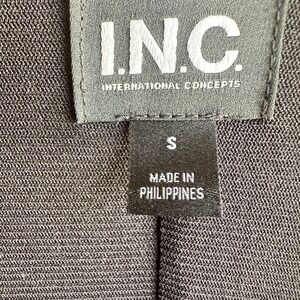 I.N.C.
INTERNATIONAL CONCEPTS
S
MADE IN
PHILIPPINES